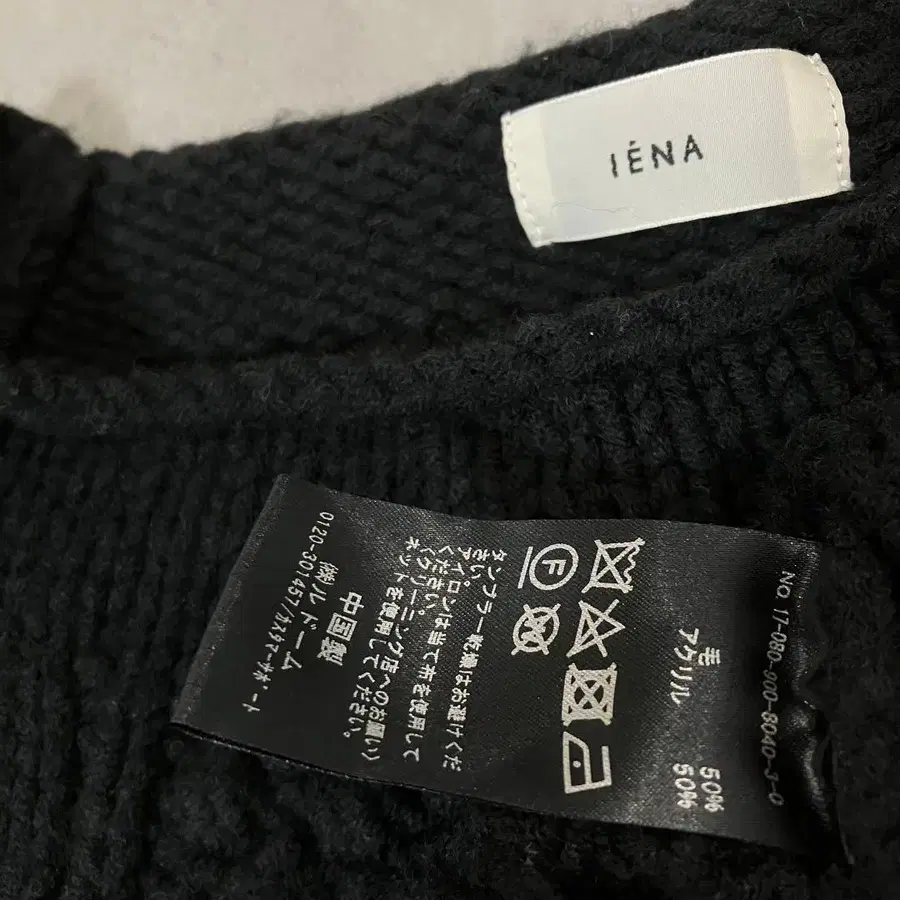 IÉNA
NO 17-080-900-8040-3-0
毛 50%
アクリル 50%
F
タンブラー乾燥はお避けくだ
さい。
アイロンは当て布を使用して
ください。
(クリーニング店へのお願い)
ネットを使用してください。
中国製
(株)ル ドーム
0120-301457/カスタマーサポート